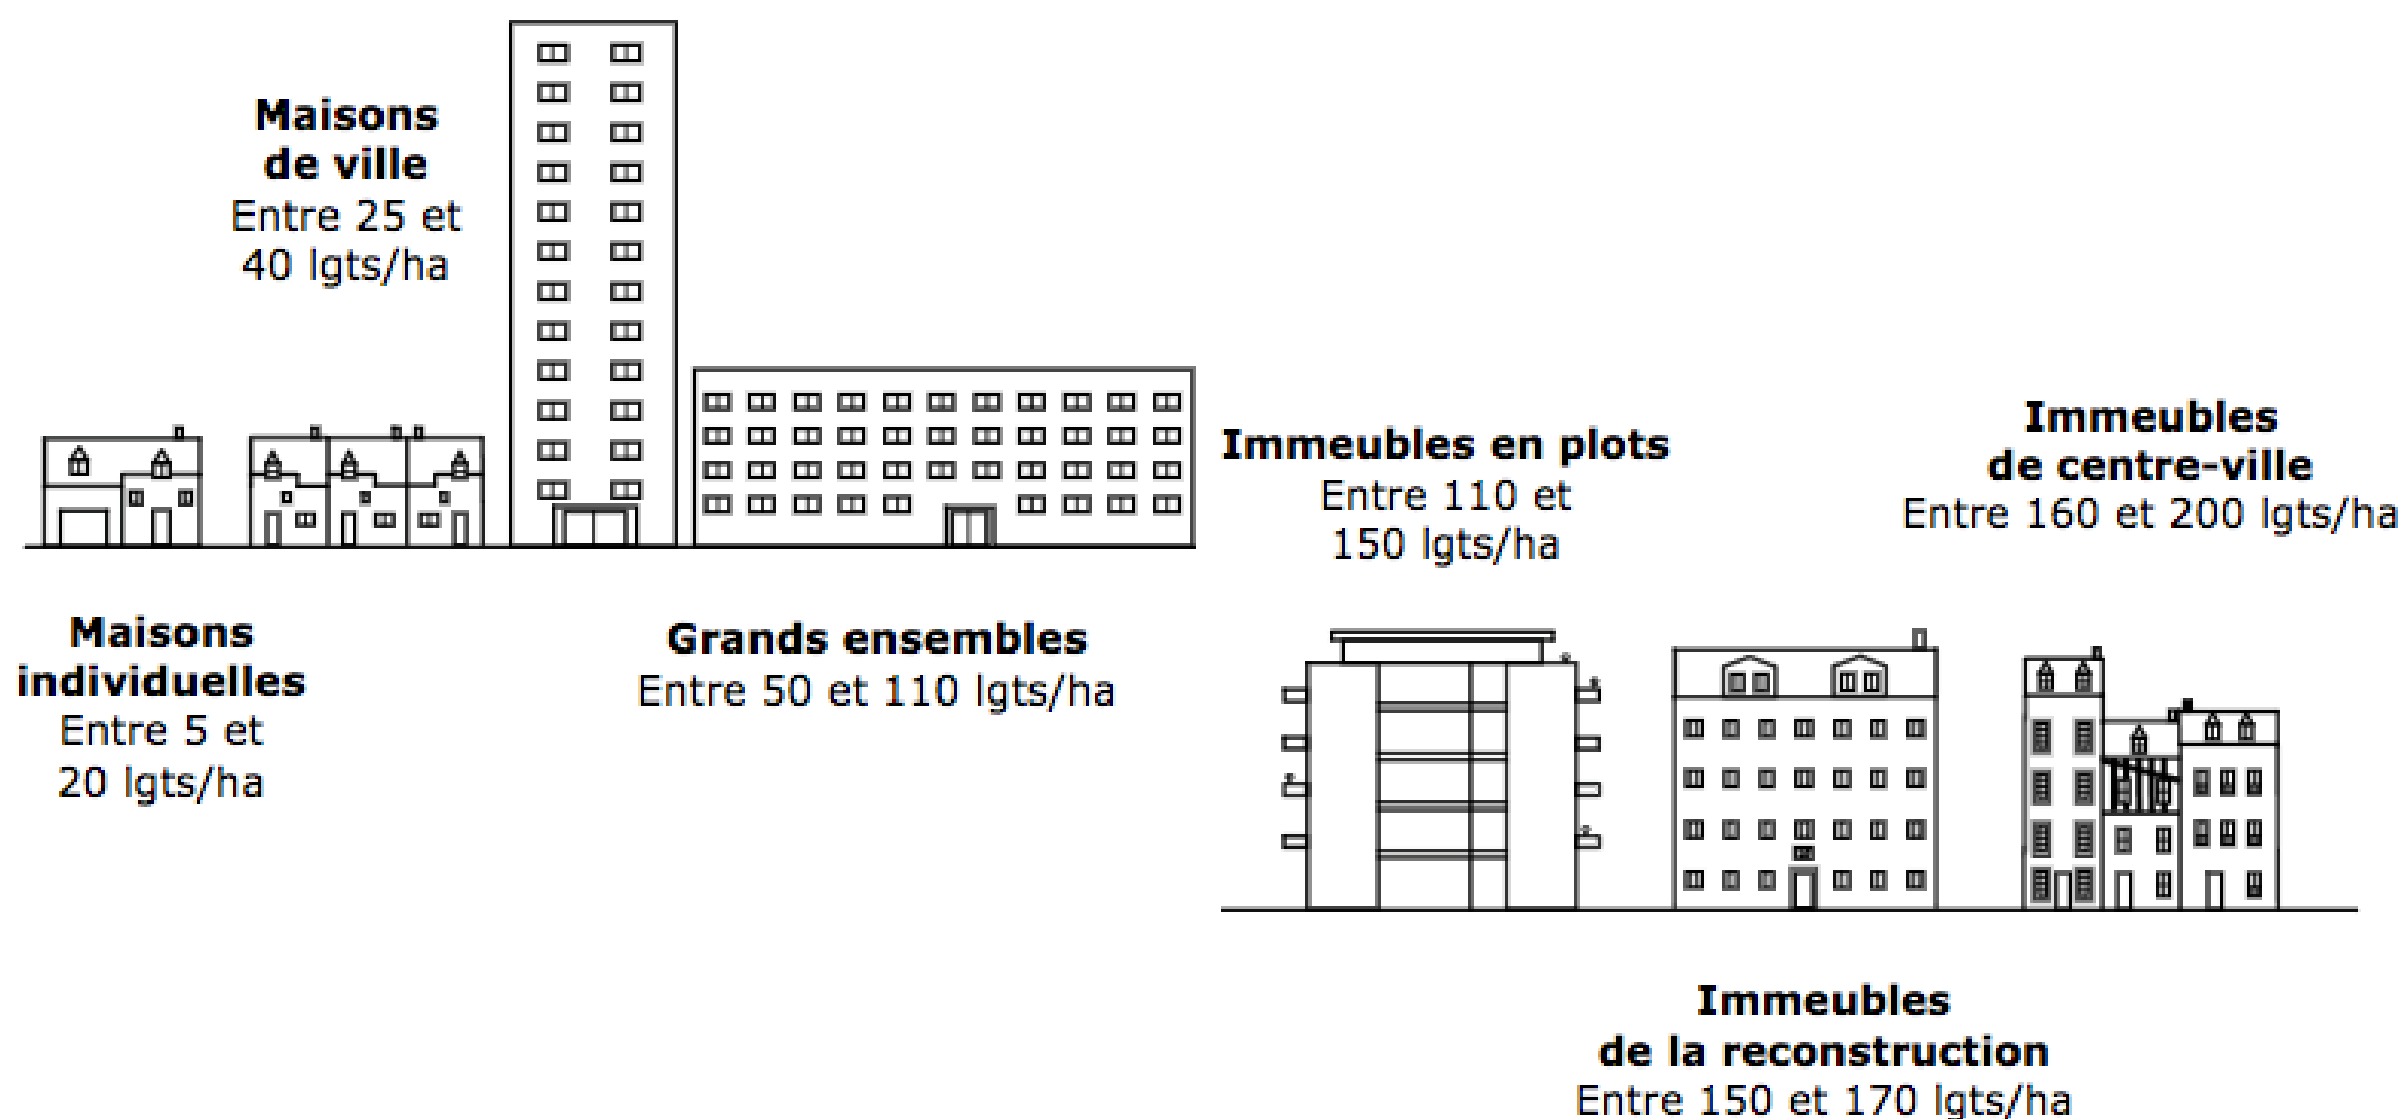 Maisons
de ville
Entre 25 et
40 lgts/ha
Maisons
individuelles
Entre 5 et
20 lgts/ha
Grands ensembles
Entre 50 et 110 lgts/ha
Immeubles en plots
Entre 110 et
150 lgts/ha
Immeubles
de centre-ville
Entre 160 et 200 lgts/ha
Immeubles
de la reconstruction
Entre 150 et 170 lgts/ha